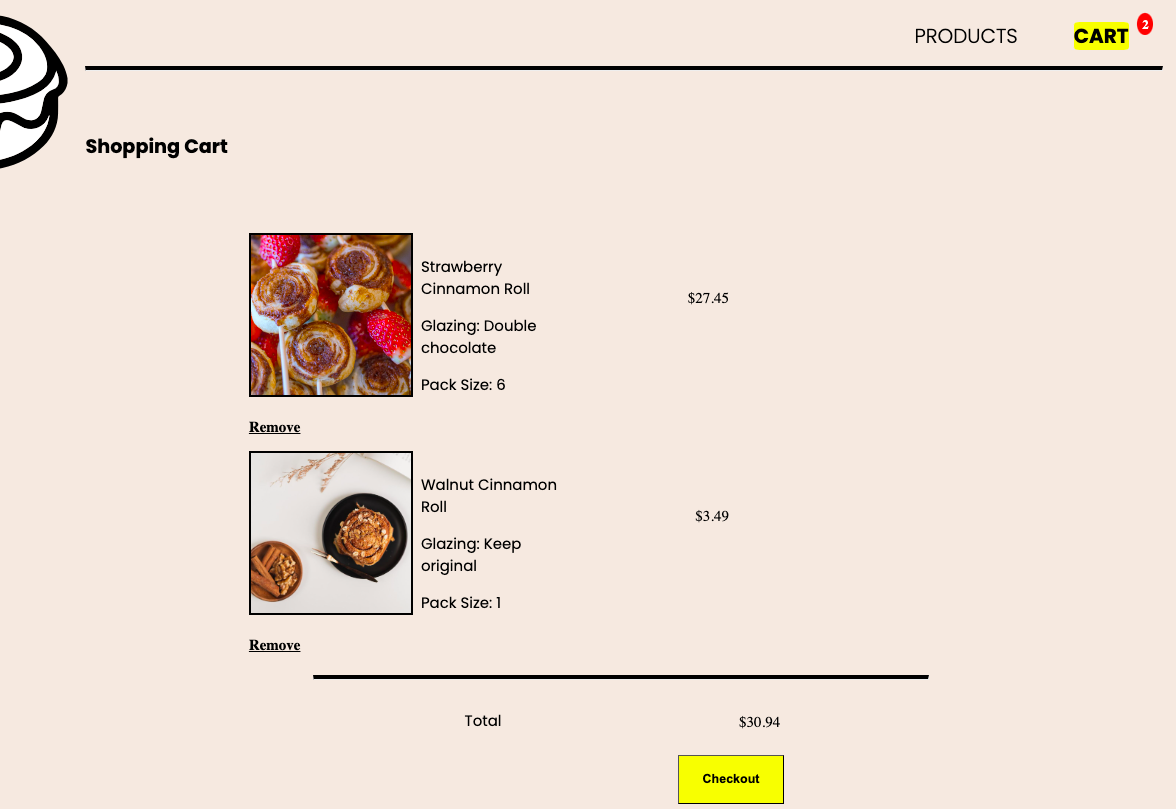 PRODUCTS
CART
2
Shopping Cart
Strawberry
Cinnamon Roll
$27.45
Glazing: Double
chocolate
Pack Size: 6
Remove
Walnut Cinnamon
Roll
$3.49
Glazing: Keep
original
Pack Size: 1
Remove
Total
$30.94
Checkout